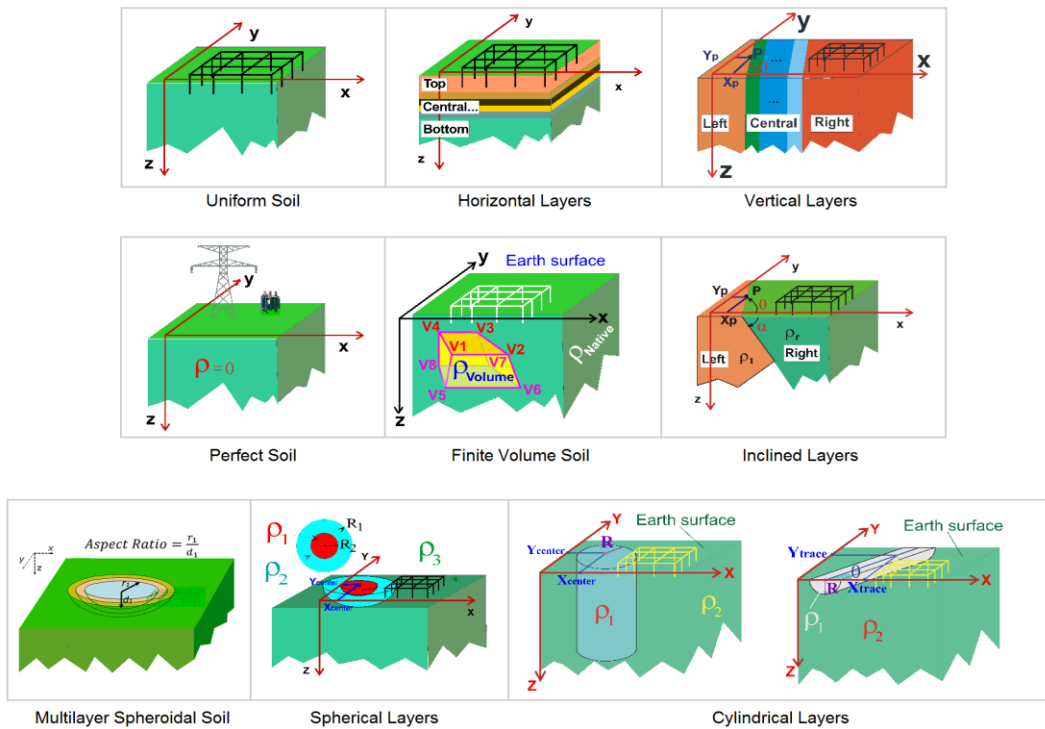 y
x
z
Uniform Soil
y
x
Top
Central...
Bottom
z
Horizontal Layers
y
Yp
P
θ
x
Xp
...
...
Left
Central
Right
z
Vertical Layers
y
x
ρ=0
z
Perfect Soil
y
Earth surface
x
V4
V3
V1
V2
V8
V7
ρVolume
V5
V6
ρNative
z
Finite Volume Soil
y
Yp
P
θ
x
Xp
α
ρr
Left
ρ1
Right
z
Inclined Layers
Aspect Ratio = r1/d1
x
y
z
r1
d1
Multilayer Spheroidal Soil
ρ1
R1
R2
ρ2
Y
ρ3
Ycenter
Xcenter
x
z
Spherical Layers
Y
Earth surface
R
Ycenter
X
Xcenter
ρ1
ρ2
Z
Y
Earth surface
Ytrace
θ
X
R
Xtrace
ρ1
ρ2
Z
Cylindrical Layers